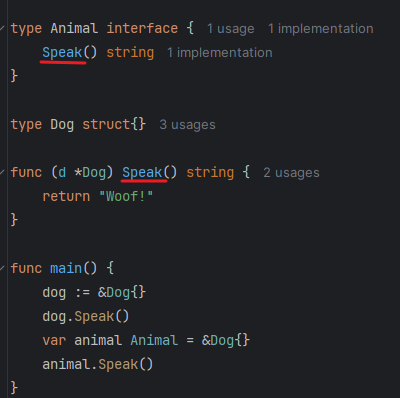 type Animal interface { 1 usage 1 implementation
    Speak() string 1 implementation
}
type Dog struct{} 3 usages
func (d *Dog) Speak() string { 2 usages
    return "Woof!"
}
func main() {
    dog := &Dog{}
    dog.Speak()
    var animal Animal = &Dog{}
    animal.Speak()
}